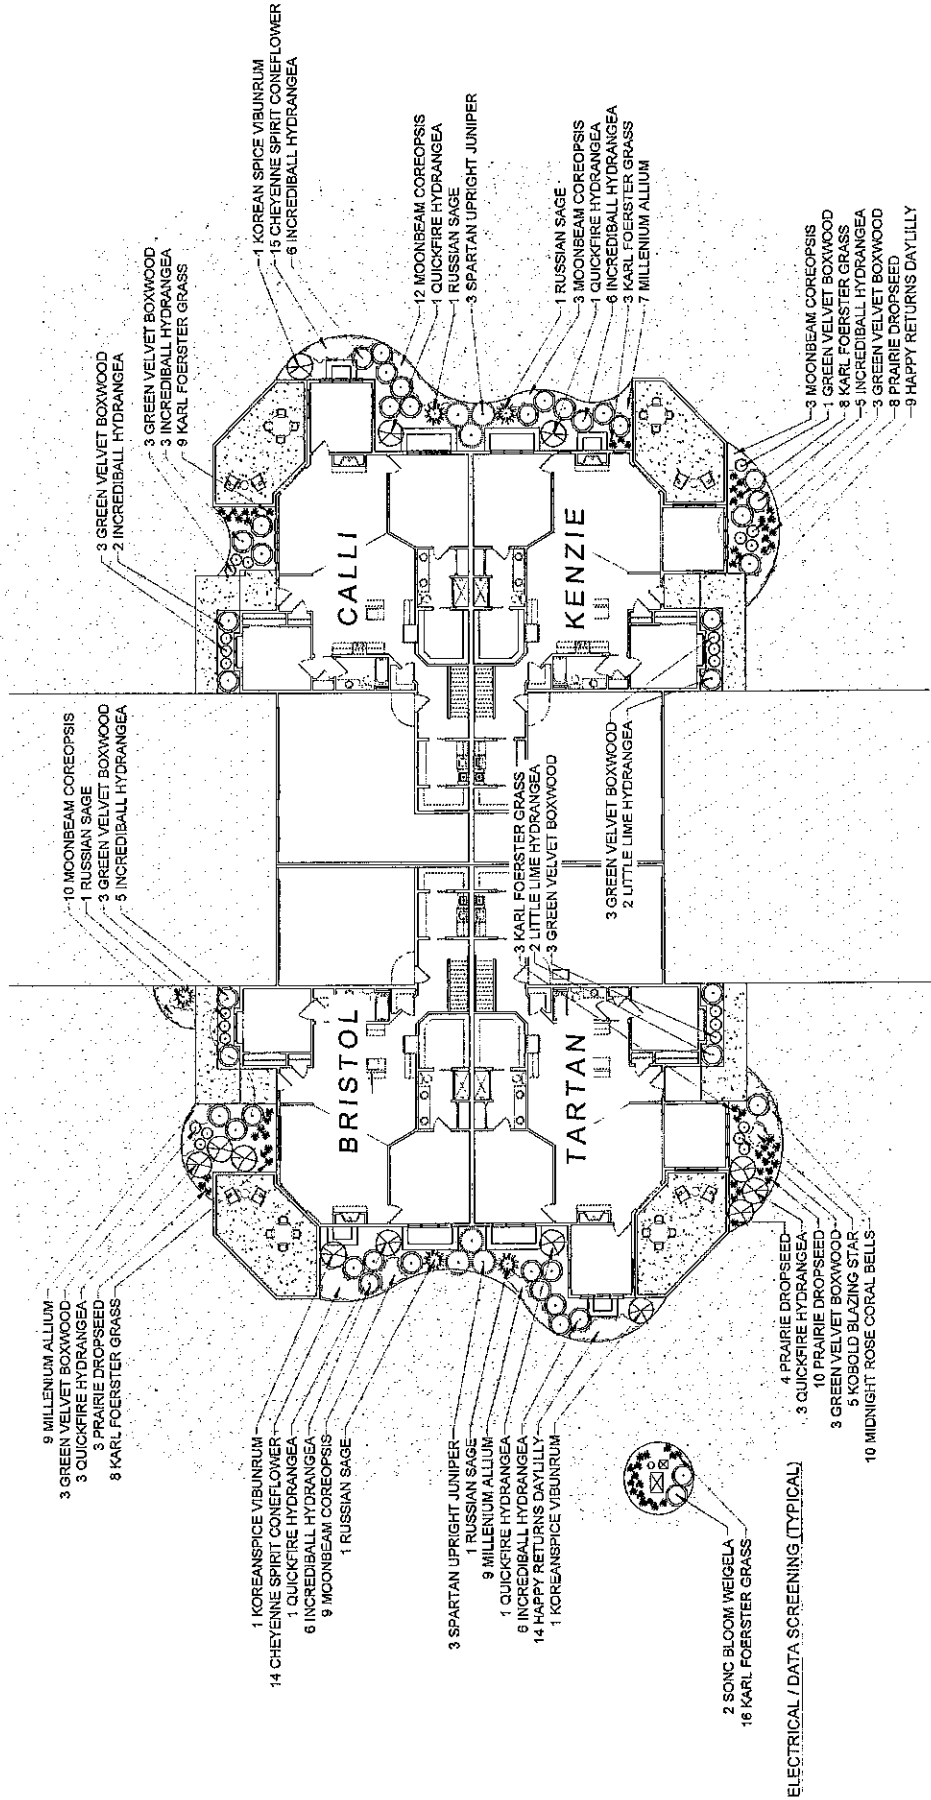 1 KOREAN SPICE VIBUNRUM
15 CHEYENNE SPIRIT CONEFLOWER
6 INCREDIBALL HYDRANGEA
3 GREEN VELVET BOXWOOD
3 INCREDIBALL HYDRANGEA
9 KARL FOERSTER GRASS
3 GREEN VELVET BOXWOOD
2 INCREDIBALL HYDRANGEA
12 MOONBEAM COREOPSIS
1 QUICKFIRE HYDRANGEA
1 RUSSIAN SAGE
3 SPARTAN UPRIGHT JUNIPER
1 RUSSIAN SAGE
3 MOONBEAM COREOPSIS
1 QUICKFIRE HYDRANGEA
6 INCREDIBALL HYDRANGEA
3 KARL FOERSTER GRASS
7 MILLENIUM ALLIUM
3 MOONBEAM COREOPSIS
1 GREEN VELVET BOXWOOD
8 KARL FOERSTER GRASS
5 INCREDIBALL HYDRANGEA
3 GREEN VELVET BOXWOOD
8 PRAIRIE DROPSEED
9 HAPPY RETURNS DAYLILLY
CALLI
KENZIE
10 MOONBEAM COREOPSIS
1 RUSSIAN SAGE
3 GREEN VELVET BOXWOOD
5 INCREDIBALL HYDRANGEA
3 KARL FOERSTER GRASS
2 LITTLE LIME HYDRANGEA
3 GREEN VELVET BOXWOOD
3 GREEN VELVET BOXWOOD
2 LITTLE LIME HYDRANGEA
BRISTOL
TARTAN
9 MILLENIUM ALLIUM
3 GREEN VELVET BOXWOOD
3 QUICKFIRE HYDRANGEA
3 PRAIRIE DROPSEED
8 KARL FOERSTER GRASS
1 KOREANSPICE VIBUNRUM
14 CHEYENNE SPIRIT CONEFLOWER
1 QUICKFIRE HYDRANGEA
6 INCREDIBALL HYDRANGEA
9 MOONBEAM COREOPSIS
1 RUSSIAN SAGE
3 SPARTAN UPRIGHT JUNIPER
1 RUSSIAN SAGE
9 MILLENIUM ALLIUM
1 QUICKFIRE HYDRANGEA
6 INCREDIBALL HYDRANGEA
14 HAPPY RETURNS DAYLILLY
1 KOREANSPICE VIBUNRUM
4 PRAIRIE DROPSEED
3 QUICKFIRE HYDRANGEA
10 PRAIRIE DROPSEED
3 GREEN VELVET BOXWOOD
5 KOBOLD BLAZING STAR
10 MIDNIGHT ROSE CORAL BELLS
2 SONC BLOOM WEIGELA
16 KARL FOERSTER GRASS
ELECTRICAL / DATA SCREENING (TYPICAL)